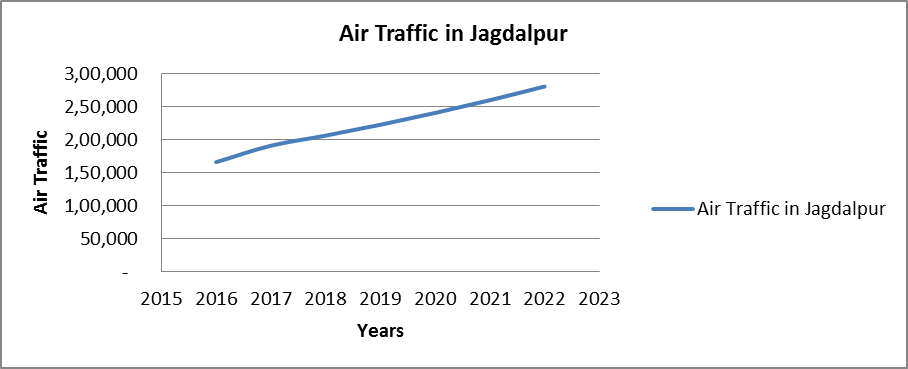 Air Traffic in Jagdalpur
Air Traffic
3,00,000
2,50,000
2,00,000
1,50,000
1,00,000
50,000
-
2015 2016 2017 2018 2019 2020 2021 2022 2023
Years
Air Traffic in Jagdalpur